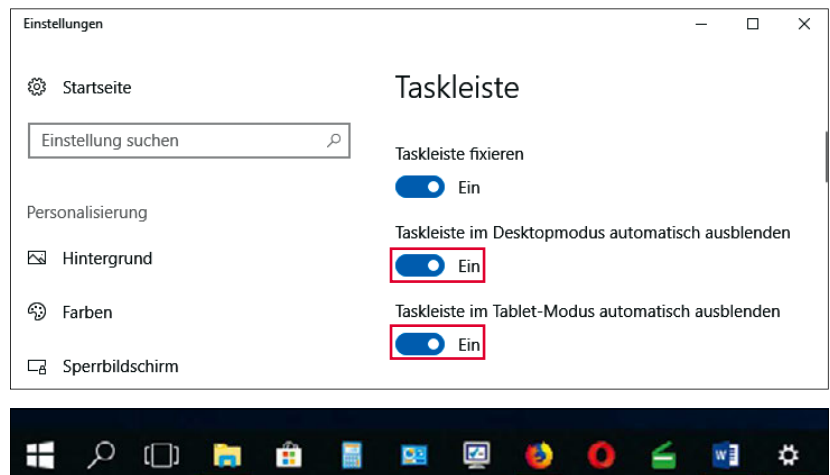 Einstellungen
Startseite
Einstellung suchen
Personalisierung
Hintergrund
Farben
Sperrbildschirm
Taskleiste
Taskleiste fixieren
Ein
Taskleiste im Desktopmodus automatisch ausblenden
Ein
Taskleiste im Tablet-Modus automatisch ausblenden
Ein